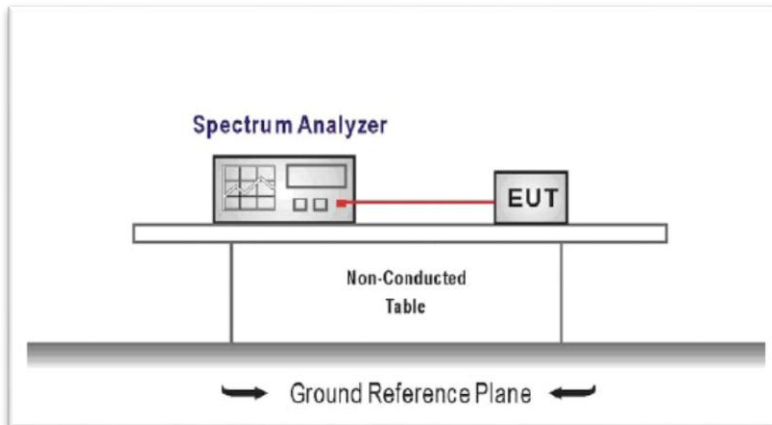 Spectrum Analyzer
EUT
Non-Conducted
Table
Ground Reference Plane